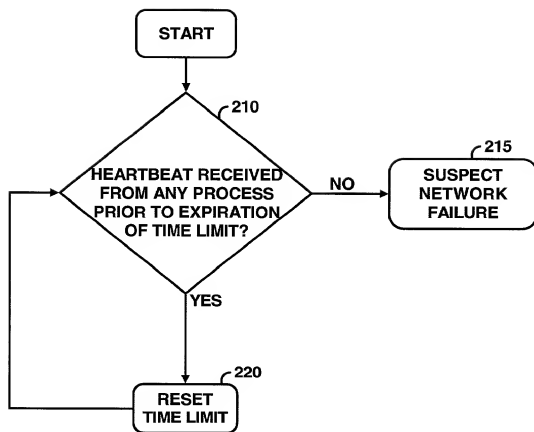 START
210
HEARTBEAT RECEIVED
FROM ANY PROCESS
PRIOR TO EXPIRATION
OF TIME LIMIT?
NO
215
SUSPECT
NETWORK
FAILURE
YES
220
RESET
TIME LIMIT